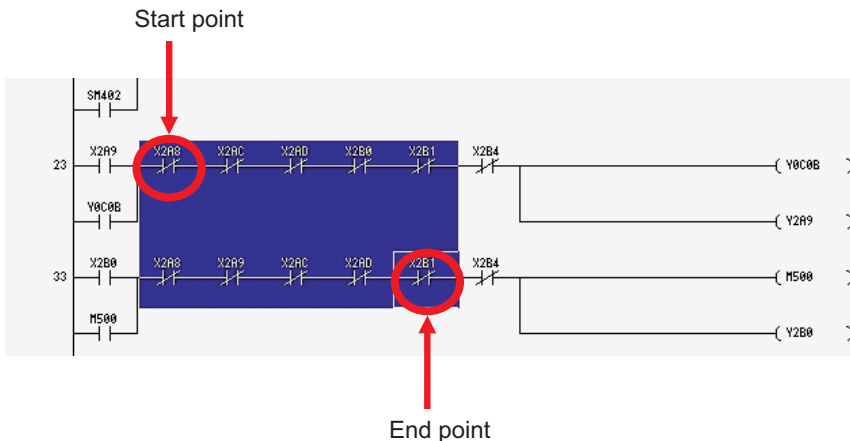 Start point
SM402
X2A9 X2A8 X2AC X2AD X2B0 X2B1 X2B4
23 Y0C0B
Y0C0B Y2A9
X2B0 X2A8 X2A9 X2AC X2AD X2B1 X2B4
33 M500
M500 Y2B0
End point